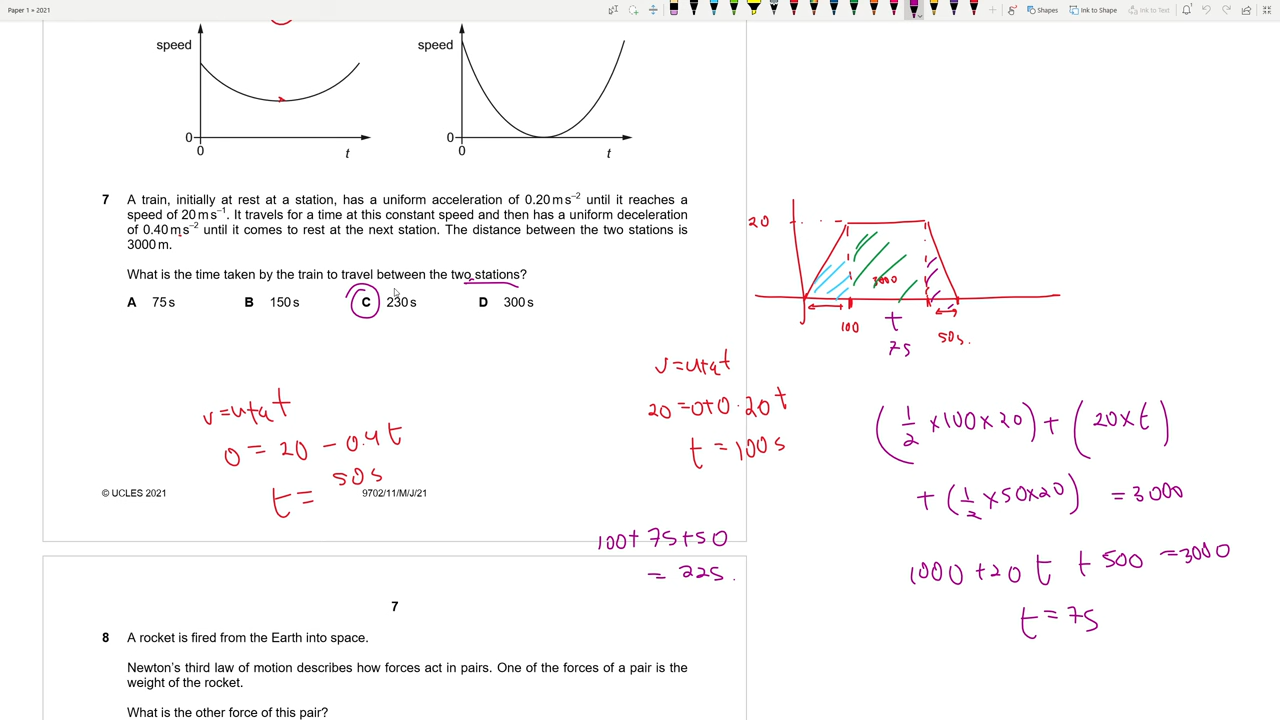 Paper 1 • 2021
Shapes
Ink to Shape
Ink to Text
speed
0
0
t
speed
0
0
t
7 A train, initially at rest at a station, has a uniform acceleration of 0.20 m s⁻² until it reaches a
speed of 20 m s⁻¹. It travels for a time at this constant speed and then has a uniform deceleration
of 0.40 m s⁻² until it comes to rest at the next station. The distance between the two stations is
3000 m.
What is the time taken by the train to travel between the two stations?
A 75 s B 150 s C 230 s D 300 s
20
3000
100
t
75
50s.
v=u+at
0 = 20 - 0.4t
t = 50s
v=u+at
20=0+0.20t
t = 100s
(1/2 × 100 × 20) + (20×t)
+ (1/2 × 50×20) = 3000
1000 + 20t + 500 = 3000
t = 75
100+ 75+50
= 225.
© UCLES 2021
9702/11/M/J/21
7
8 A rocket is fired from the Earth into space.
Newton's third law of motion describes how forces act in pairs. One of the forces of a pair is the
weight of the rocket.
What is the other force of this pair?